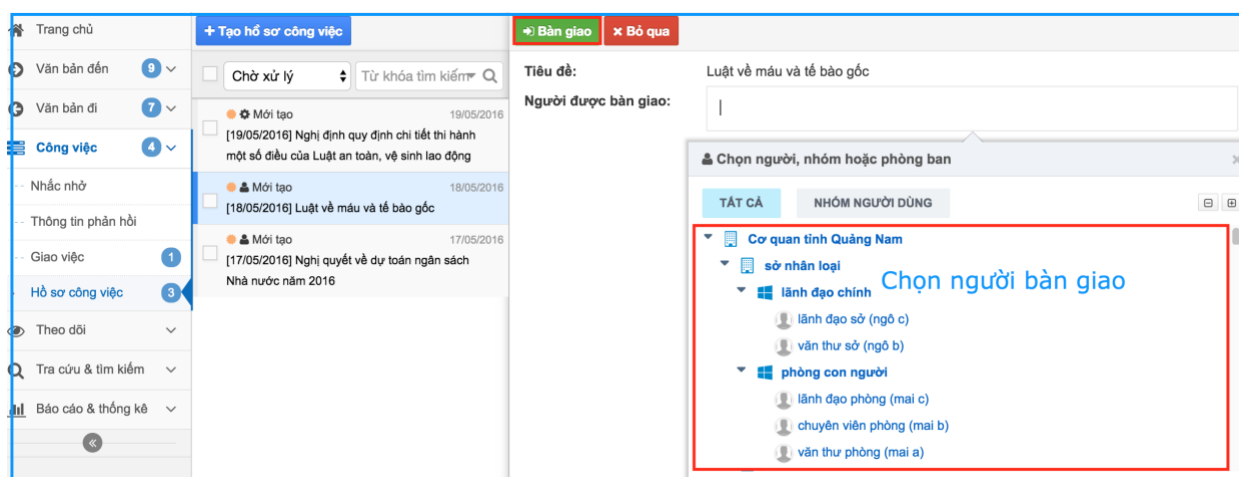 Trang chủ
Văn bản đến 9
Văn bản đi 7
Công việc 4
Nhắc nhở
Thông tin phản hồi
Giao việc 1
Hồ sơ công việc 3
Theo dõi
Tra cứu & tìm kiếm
Báo cáo & thống kê
+ Tạo hồ sơ công việc
Chờ xử lý
Từ khóa tìm kiếm
Mới tạo 19/05/2016
[19/05/2016] Nghị định quy định chi tiết thi hành
một số điều của Luật an toàn, vệ sinh lao động
Mới tạo 18/05/2016
[18/05/2016] Luật về máu và tế bào gốc
Mới tạo 17/05/2016
[17/05/2016] Nghị quyết về dự toán ngân sách
Nhà nước năm 2016
Bàn giao
× Bỏ qua
Tiêu đề: Luật về máu và tế bào gốc
Người được bàn giao:
Chọn người, nhóm hoặc phòng ban
TẤT CẢ
NHÓM NGƯỜI DÙNG
Cơ quan tỉnh Quảng Nam
sở nhân loại
Chọn người bàn giao
lãnh đạo chính
lãnh đạo sở (ngô c)
văn thư sở (ngô b)
phòng con người
lãnh đạo phòng (mai c)
chuyên viên phòng (mai b)
văn thư phòng (mai a)